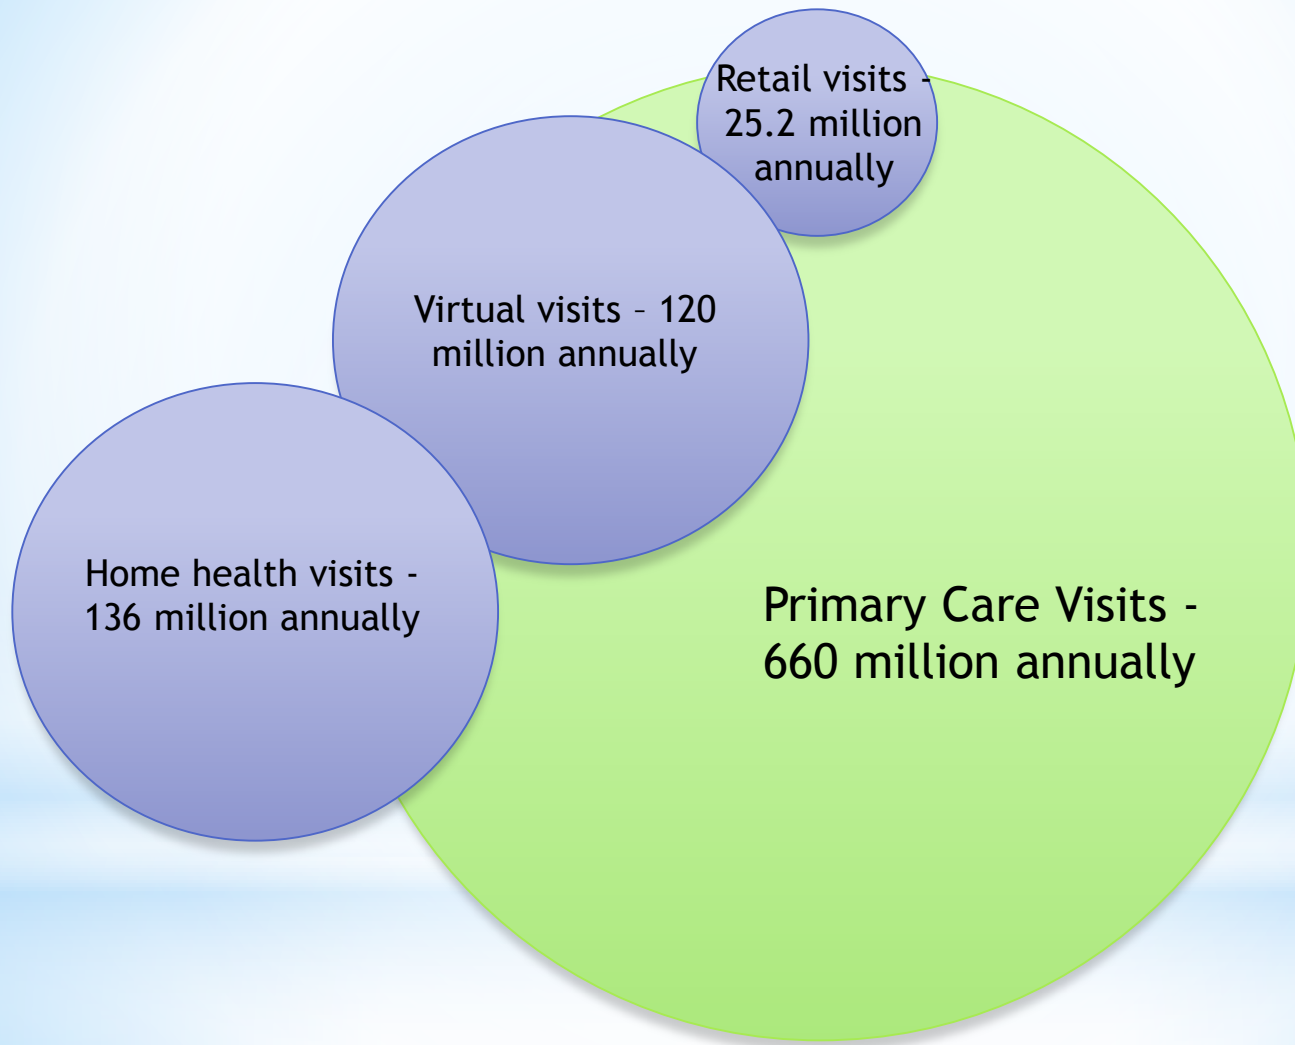 Retail visits -
25.2 million
annually
Virtual visits – 120
million annually
Home health visits -
136 million annually
Primary Care Visits -
660 million annually